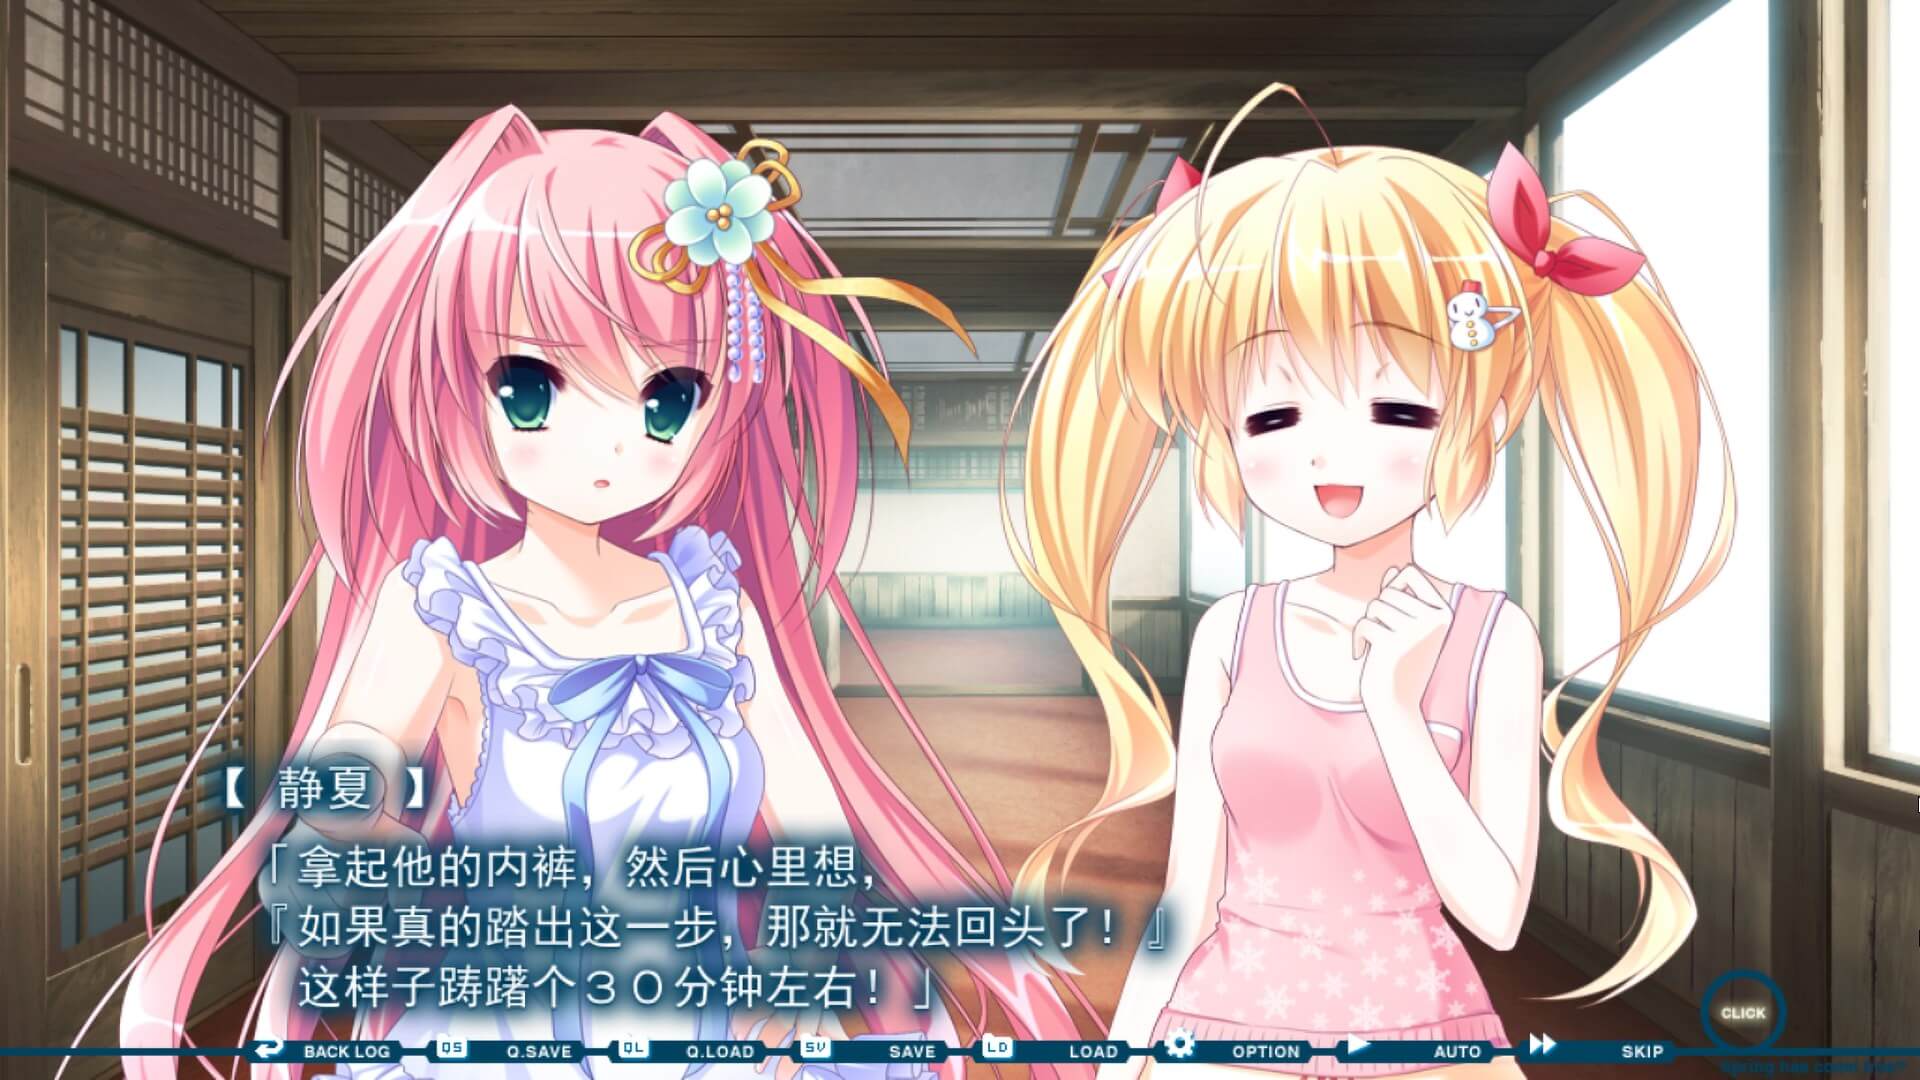 【 静夏 】
「拿起他的内裤，然后心里想，
『如果真的踏出这一步，那就无法回头了！』
这样子踌躇个３０分钟左右！」
CLICK
QS
QL
SV
LD
BACK LOG
Q.SAVE
Q.LOAD
SAVE
LOAD
OPTION
AUTO
SKIP